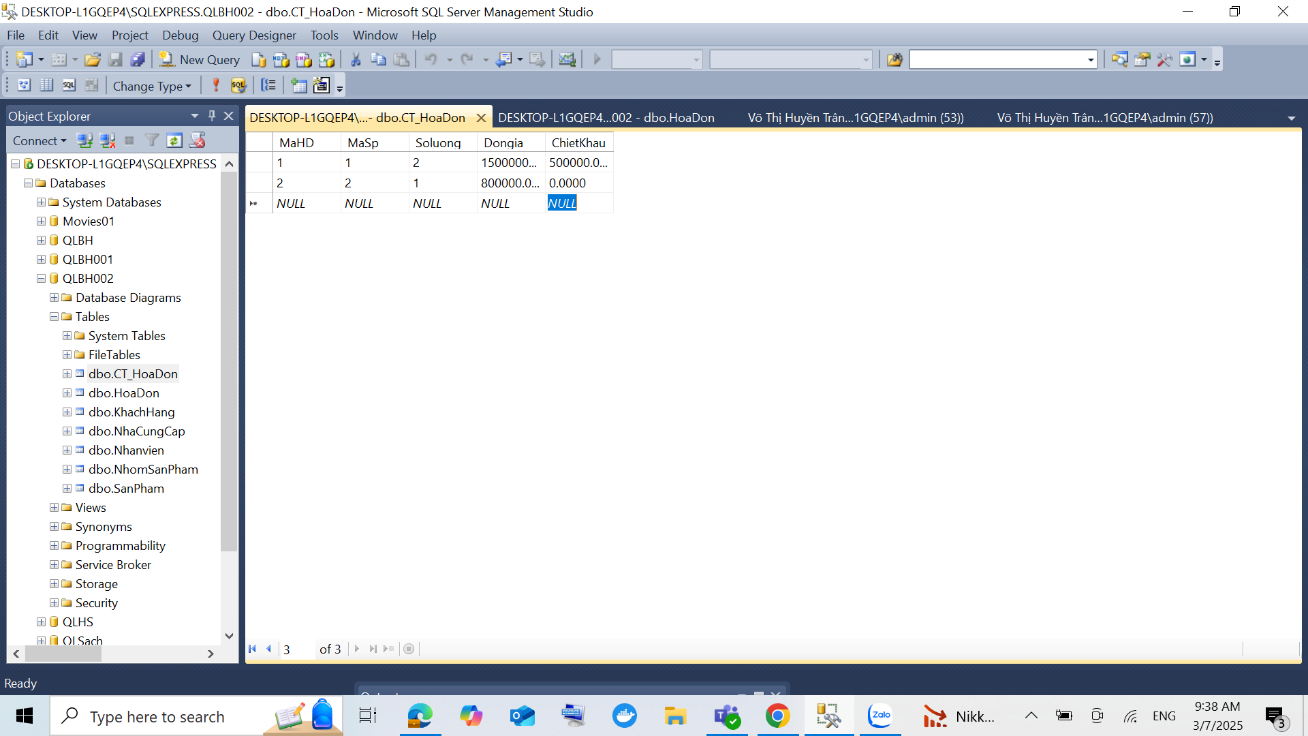 DESKTOP-L1GQEP4\SQLEXPRESS.QLBH002 - dbo.CT_HoaDon - Microsoft SQL Server Management Studio
File Edit View Project Debug Query Designer Tools Window Help
New Query
Change Type
Object Explorer
Connect
DESKTOP-L1GQEP4\SQLEXPRESS
Databases
System Databases
Movies01
QLBH
QLBH001
QLBH002
Database Diagrams
Tables
System Tables
FileTables
dbo.CT_HoaDon
dbo.HoaDon
dbo.KhachHang
dbo.NhaCungCap
dbo.Nhanvien
dbo.NhomSanPham
dbo.SanPham
Views
Synonyms
Programmability
Service Broker
Storage
Security
QLHS
QLSach
DESKTOP-L1GQEP4\...- dbo.CT_HoaDon DESKTOP-L1GQEP4...002 - dbo.HoaDon Võ Thị Huyền Trân...1GQEP4\admin (53)) Võ Thị Huyền Trân...1GQEP4\admin (57))
MaHD MaSp Soluong Dongia ChietKhau
1 1 2 1500000... 500000.0...
2 2 1 800000.0... 0.0000
NULL NULL NULL NULL NULL
3 of 3
Ready
Type here to search
Zalo
Nikk...
ENG
9:38 AM
3/7/2025
3